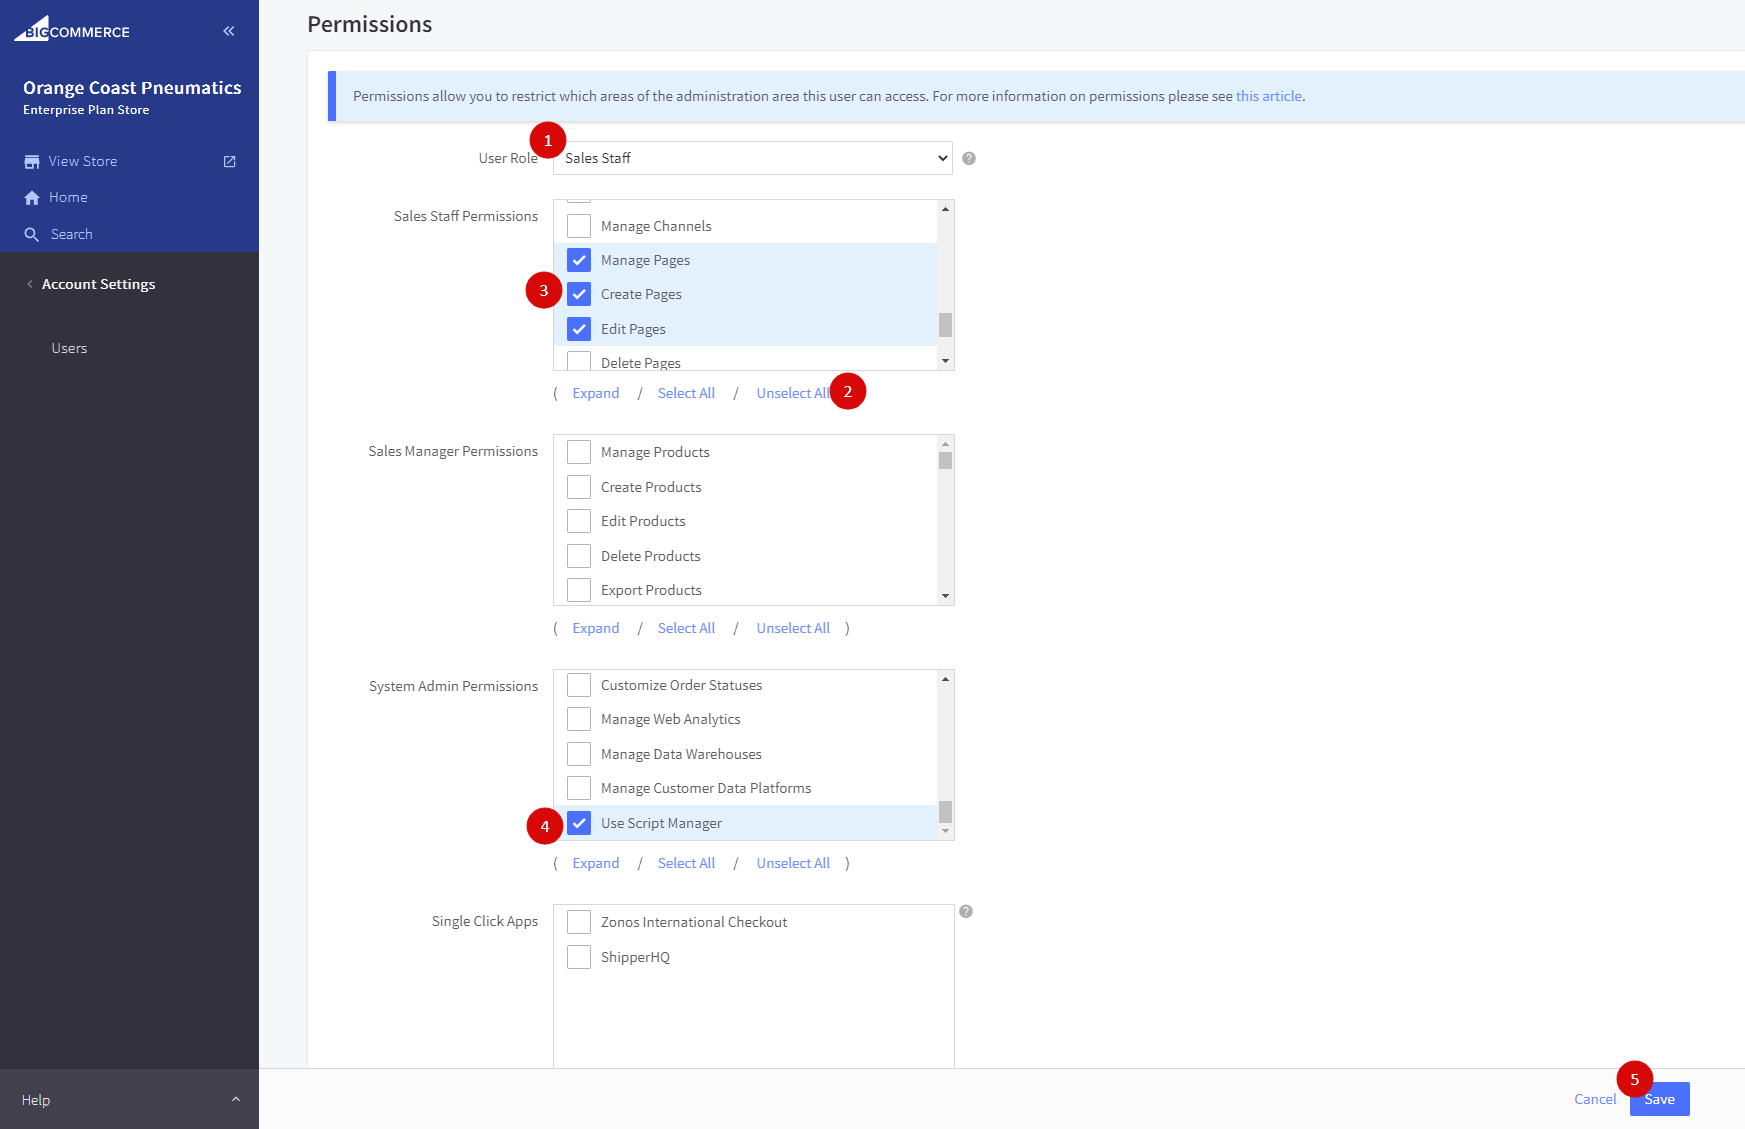 BIGCOMMERCE
Orange Coast Pneumatics
Enterprise Plan Store
View Store
Home
Search
Account Settings
Users
Help
Permissions
Permissions allow you to restrict which areas of the administration area this user can access. For more information on permissions please see this article.
1
User Role
Sales Staff
?
Sales Staff Permissions
Manage Channels
Manage Pages
3
Create Pages
Edit Pages
Delete Pages
( Expand / Select All / Unselect All
2
Sales Manager Permissions
Manage Products
Create Products
Edit Products
Delete Products
Export Products
( Expand / Select All / Unselect All )
System Admin Permissions
Customize Order Statuses
Manage Web Analytics
Manage Data Warehouses
Manage Customer Data Platforms
4
Use Script Manager
( Expand / Select All / Unselect All )
Single Click Apps
?
Zonos International Checkout
ShipperHQ
5
Cancel
Save